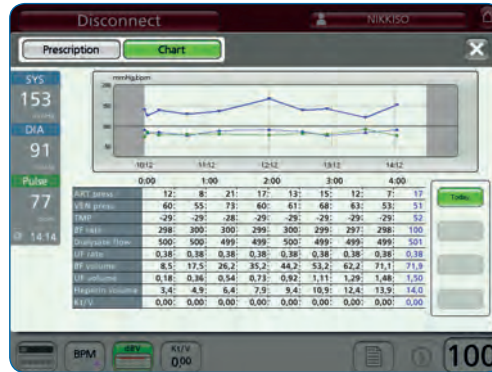 Disconnect
NIKKISO
Prescription
Chart
SYS
153
DIA
91
Pulse
77
14:14
mmHg,bpm
10:12 11:12 12:12 13:12 14:12
0:00 1:00 2:00 3:00 4:00
ART press. 12 8 21 17 13 15 12 7 17
VEN press. 60 55 73 60 61 68 63 53 51
TMP -29 -29 -28 -29 -29 -29 -29 -29 52
BF rate 298 300 300 299 300 299 297 298 100
Dialysate flow 500 500 499 499 499 499 499 499 501
UF rate 0,38 0,38 0,38 0,38 0,38 0,38 0,38 0,38 0,38
BF volume 8,5 17,5 26,2 35,2 44,2 53,2 62,2 71,1 71,9
UF volume 0,18 0,36 0,54 0,73 0,92 1,11 1,29 1,48 1,50
Heparin volume 3,4 4,9 6,4 7,9 9,4 10,9 12,4 13,9 14,0
Kt/V 0,00 0,00 0,00 0,00 0,00 0,00 0,00 0,00 0,00
Today
BPM
dBV
Kt/V
0,00
100